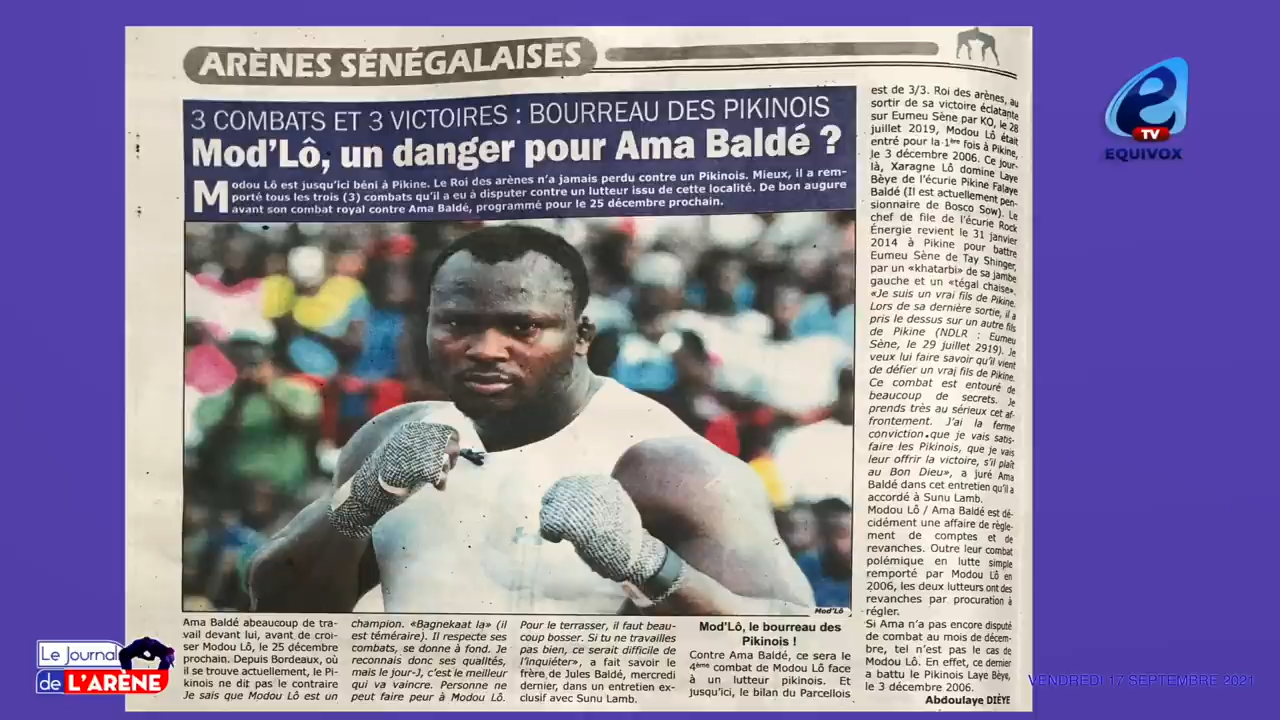 ARÈNES SÉNÉGALAISES
3 COMBATS ET 3 VICTOIRES : BOURREAU DES PIKINOIS
Mod'Lô, un danger pour Ama Baldé ?
Modou Lô est jusqu'ici béni à Pikine. Le Roi des arènes n'a jamais perdu contre un Pikinois. Mieux, il a rem-
porté tous les trois (3) combats qu'il a eu à disputer contre un lutteur issu de cette localité. De bon augure
avant son combat royal contre Ama Baldé, programmé pour le 25 décembre prochain.
Mod'Lô
Ama Baldé abeaucoup de tra-
vail devant lui, avant de croi-
ser Modou Lô, le 25 décembre
prochain. Depuis Bordeaux, où
il se trouve actuellement, le Pi-
kinois ne dit pas le contraire
Je sais que Modou Lô est un
champion. «Bagnekaat la» (il
est téméraire). Il respecte ses
combats, se donne à fond. Je
reconnais donc ses qualités,
mais le jour-J, c'est le meilleur
qui va vaincre. Personne ne
peut faire peur à Modou Lô.
Pour le terrasser, il faut beau-
coup bosser. Si tu ne travailles
pas bien, ce serait difficile de
l'inquiéter», a fait savoir le
frère de Jules Baldé, mercredi
dernier, dans un entretien ex-
clusif avec Sunu Lamb.
Mod'Lô, le bourreau des
Pikinois !
Contre Ama Baldé, ce sera le
4ème combat de Modou Lô face
à un lutteur pikinois. Et
jusqu'ici, le bilan du Parcellois
est de 3/3. Roi des arènes, au
sortir de sa victoire éclatante
sur Eumeu Sène par KO, le 28
juillet 2019, Modou Lô était
entré pour la 1ère fois à Pikine,
le 3 décembre 2006. Ce jour-
là, Xaragne Lô domine Laye
Bèye de l'écurie Pikine Falaye
Baldé (Il est actuellement pen-
sionnaire de Bosco Sow). Le
chef de file de l'écurie Rock
Énergie revient le 31 janvier
2014 à Pikine pour battre
Eumeu Sène de Tay Shinger,
par un «khatarbi» de sa jambe
gauche et un «tégal chaise».
«Je suis un vrai fils de Pikine.
Lors de sa dernière sortie, il a
pris le dessus sur un autre fils
de Pikine (NDLR : Eumeu
Sène, le 29 juillet 2919). Je
veux lui faire savoir qu'il vient
de défier un vrai fils de Pikine.
Ce combat est entouré de
beaucoup de secrets. Je
prends très au sérieux cet af-
frontement. J'ai la ferme
conviction que je vais satis-
faire les Pikinois, que je vais
leur offrir la victoire, s'il plaît
au Bon Dieu», a juré Ama
Baldé dans cet entretien qu'il a
accordé à Sunu Lamb.
Modou Lô / Ama Baldé est dé-
cidément une affaire de règle-
ment de comptes et de
revanches. Outre leur combat
polémique en lutte simple
remporté par Modou Lô en
2006, les deux lutteurs ont des
revanches par procuration à
régler.
Si Ama n'a pas encore disputé
de combat au mois de décem-
bre, tel n'est pas le cas de
Modou Lô. En effet, ce dernier
a battu le Pikinois Laye Bèye,
le 3 décembre 2006.
Abdoulaye DIÈYE
e
TV
EQUIVOX
Le Journal
de L'ARÈNE
VENDREDI 17 SEPTEMBRE 2021